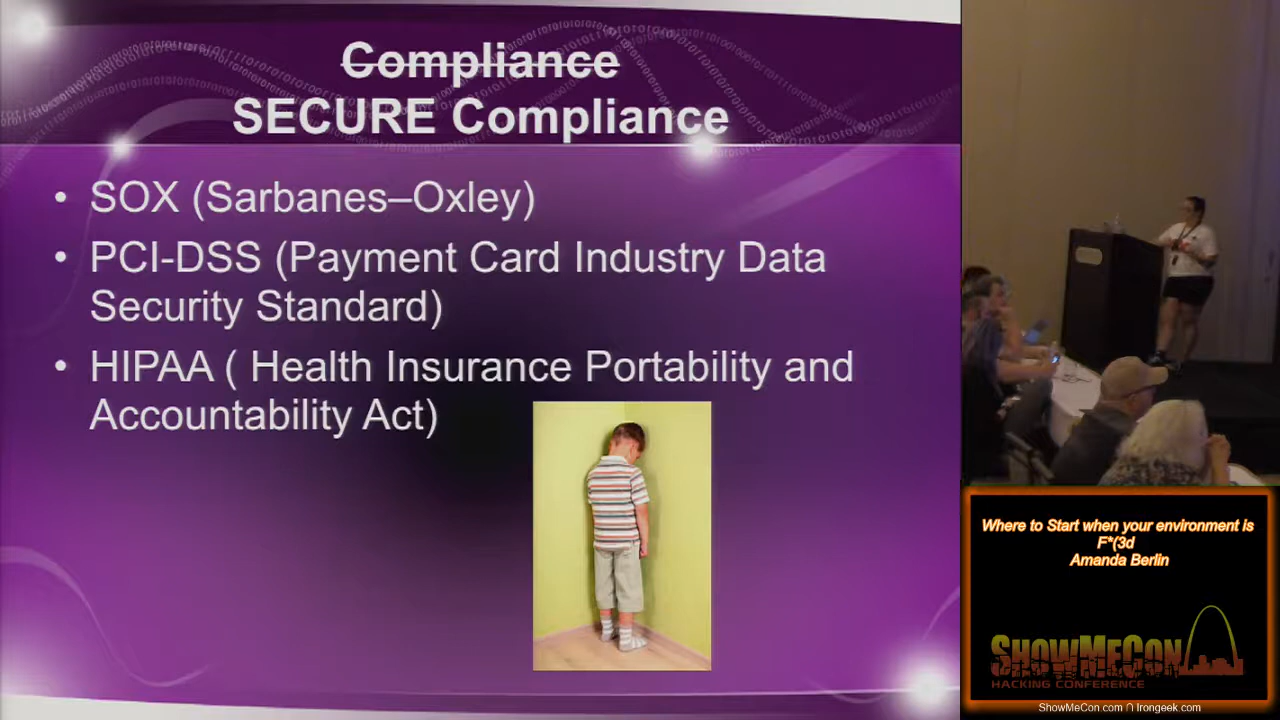 Compliance
SECURE Compliance
• SOX (Sarbanes–Oxley)
• PCI-DSS (Payment Card Industry Data
Security Standard)
• HIPAA ( Health Insurance Portability and
Accountability Act)
Where to Start when your environment is
F*(3d
Amanda Berlin
SHOWMECON
HACKING CONFERENCE
ShowMeCon.com ∩ Irongeek.com